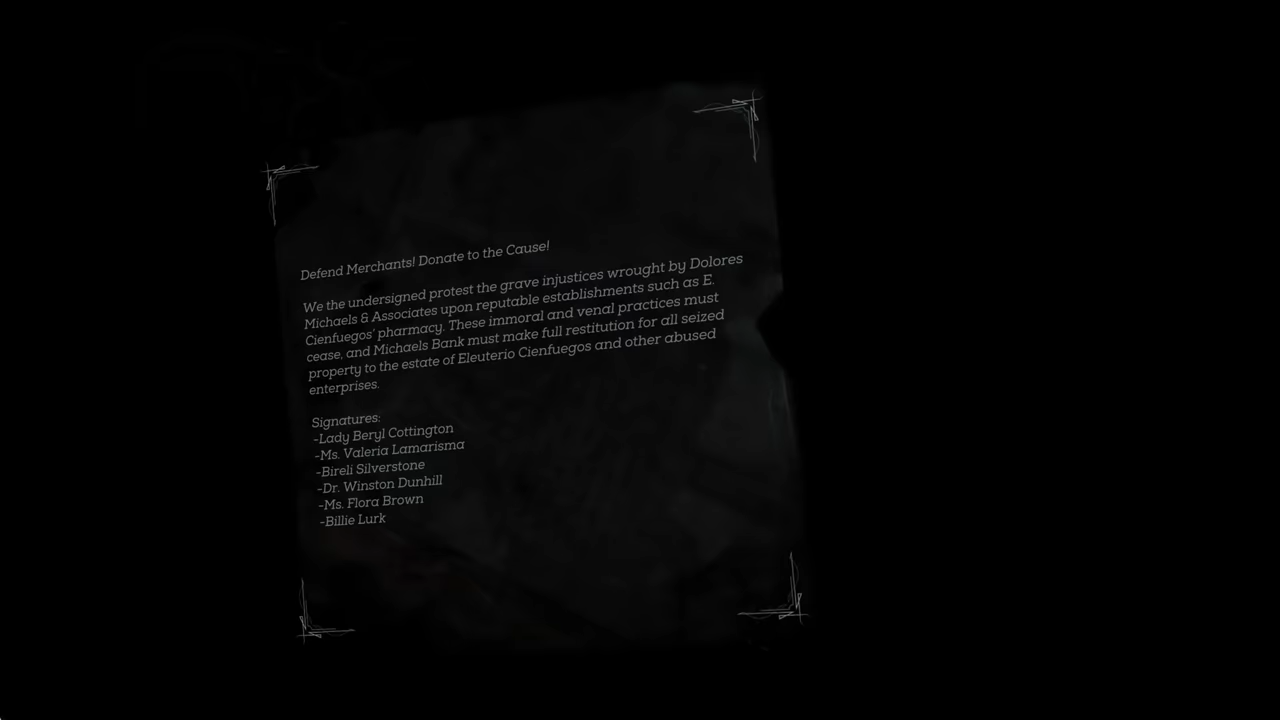 Defend Merchants! Donate to the Cause!
We the undersigned protest the grave injustices wrought by Dolores
Michaels & Associates upon reputable establishments such as E.
Cienfuegos' pharmacy. These immoral and venal practices must
cease, and Michaels Bank must make full restitution for all seized
property to the estate of Eleuterio Cienfuegos and other abused
enterprises.
Signatures:
-Lady Beryl Cottington
-Ms. Valeria Lamarisma
-Bireli Silverstone
-Dr. Winston Dunhill
-Ms. Flora Brown
-Billie Lurk